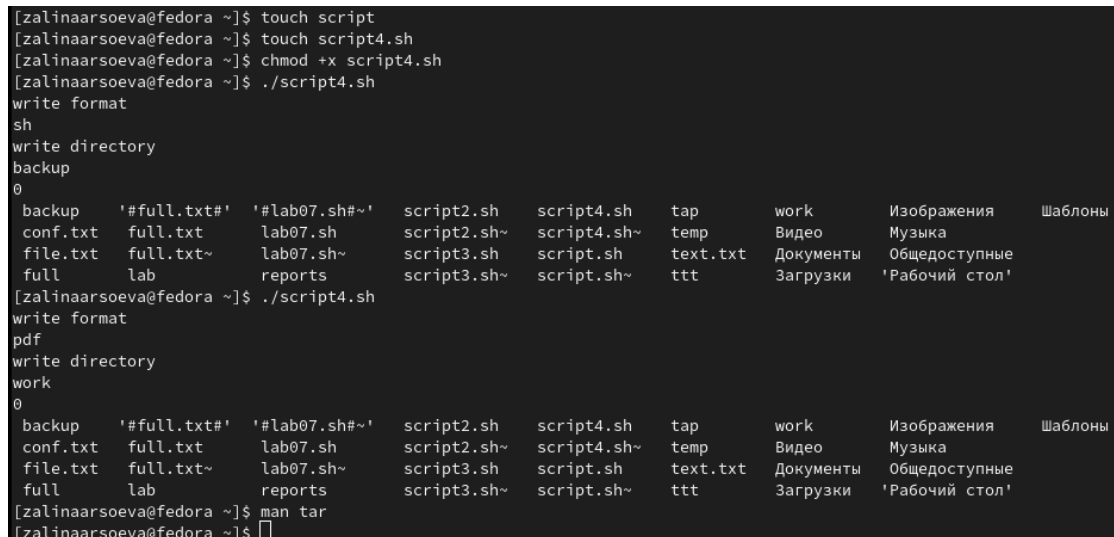 [zalinaarsoeva@fedora ~]$ touch script
[zalinaarsoeva@fedora ~]$ touch script4.sh
[zalinaarsoeva@fedora ~]$ chmod +x script4.sh
[zalinaarsoeva@fedora ~]$ ./script4.sh
write format
sh
write directory
backup
0
backup '#full.txt#' '#lab07.sh#~' script2.sh script4.sh tap work Изображения Шаблоны
conf.txt full.txt lab07.sh script2.sh~ script4.sh~ temp Видео Музыка
file.txt full.txt~ lab07.sh~ script3.sh script.sh text.txt Документы Общедоступные
full lab reports script3.sh~ script.sh~ ttt Загрузки 'Рабочий стол'
[zalinaarsoeva@fedora ~]$ ./script4.sh
write format
pdf
write directory
work
0
backup '#full.txt#' '#lab07.sh#~' script2.sh script4.sh tap work Изображения Шаблоны
conf.txt full.txt lab07.sh script2.sh~ script4.sh~ temp Видео Музыка
file.txt full.txt~ lab07.sh~ script3.sh script.sh text.txt Документы Общедоступные
full lab reports script3.sh~ script.sh~ ttt Загрузки 'Рабочий стол'
[zalinaarsoeva@fedora ~]$ man tar
[zalinaarsoeva@fedora ~]$